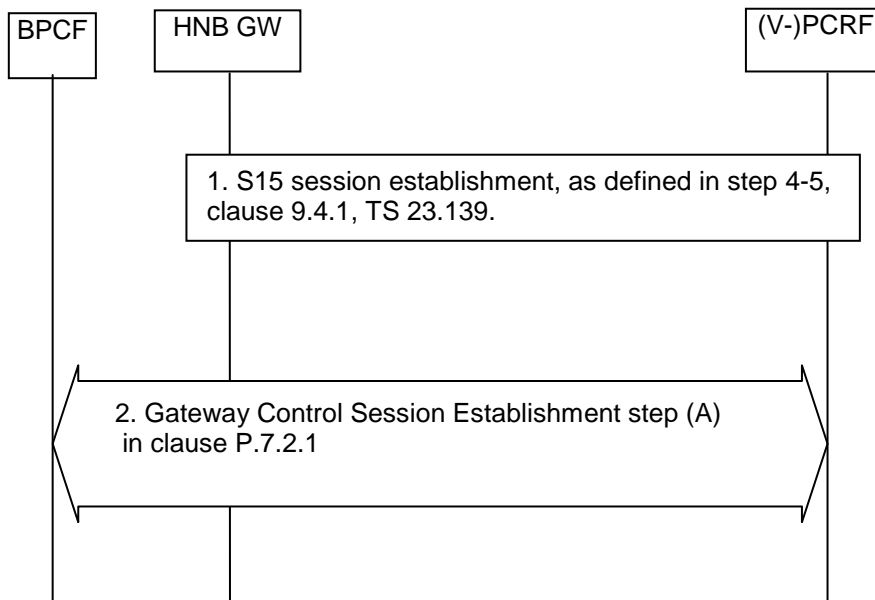 BPCF
HNB GW
(V-)PCRF
1. S15 session establishment, as defined in step 4-5,
clause 9.4.1, TS 23.139.
2. Gateway Control Session Establishment step (A)
in clause P.7.2.1